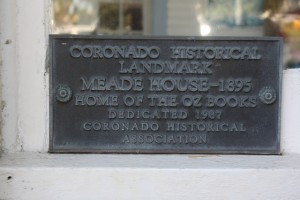 CORONADO HISTORICAL
LANDMARK
MEADE HOUSE-1895
HOME OF THE OZ BOOKS
DEDICATED 1987
CORONADO HISTORICAL
ASSOCIATION